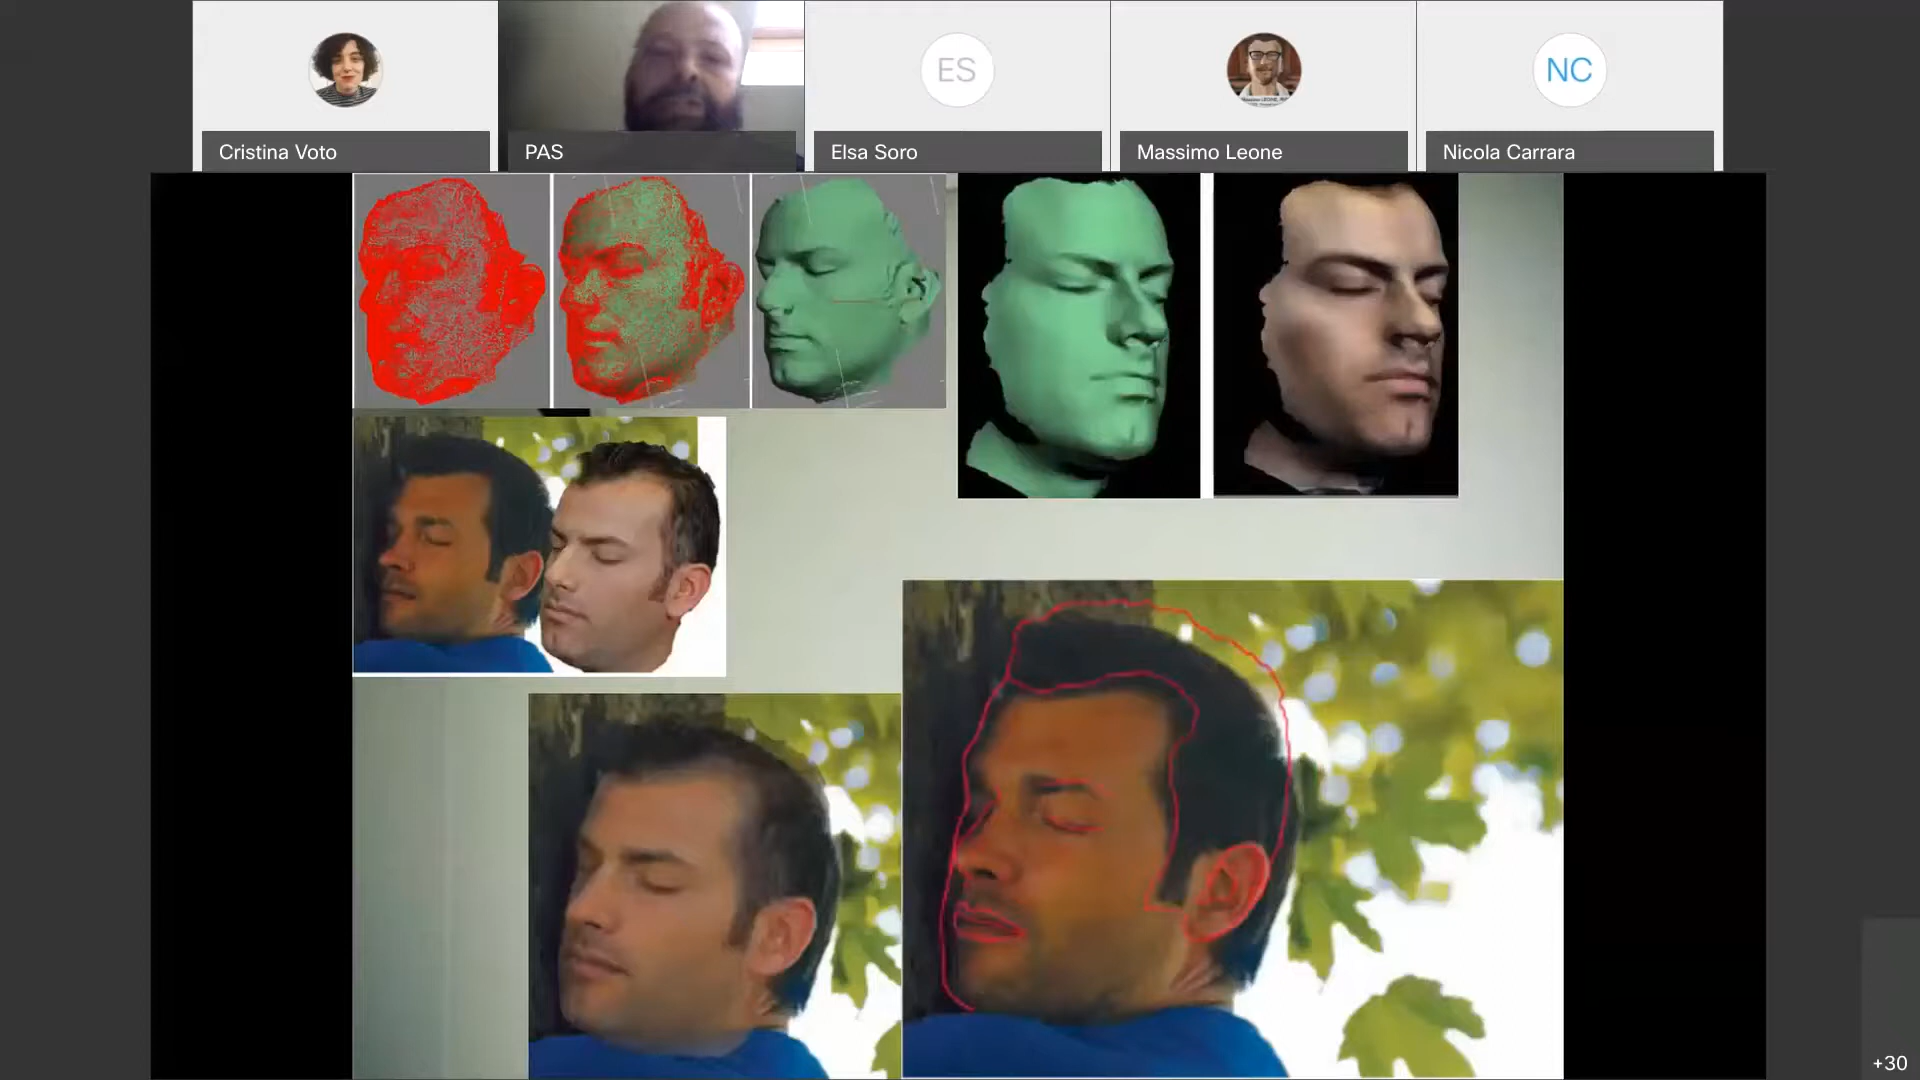 ES
NC
Cristina Voto
PAS
Elsa Soro
Massimo Leone
Nicola Carrara
+30